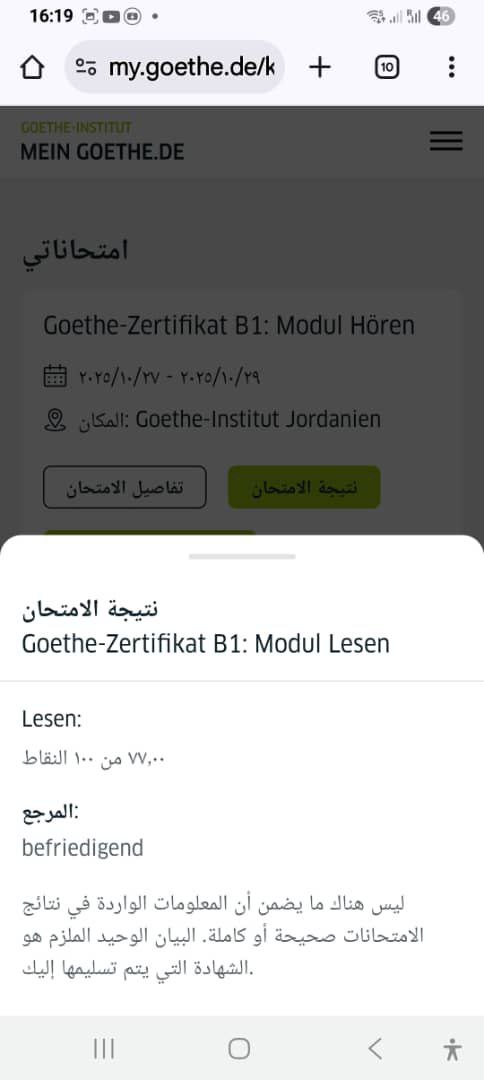 16:19
46
my.goethe.de/k
10
GOETHE-INSTITUT
MEIN GOETHE.DE
امتحاناتي
Goethe-Zertifikat B1: Modul Hören
٢٠٢٥/١٠/٢٧ - ٢٠٢٥/١٠/٢٩
المكان: Goethe-Institut Jordanien
تفاصيل الامتحان
نتيجة الامتحان
نتيجة الامتحان
Goethe-Zertifikat B1: Modul Lesen
Lesen:
٧٧,٠٠ من ١٠٠ النقاط
المرجع:
befriedigend
ليس هناك ما يضمن أن المعلومات الواردة في نتائج
الامتحانات صحيحة أو كاملة. البيان الوحيد الملزم هو
الشهادة التي يتم تسليمها إليك.